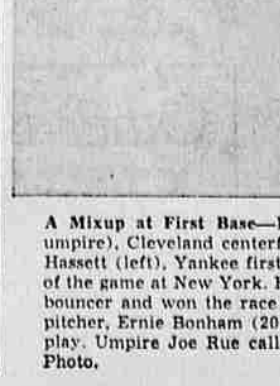 A Mixup at First Base—
umpire), Cleveland centerf
Hassett (left), Yankee first
of the game at New York.
bouncer and won the race
pitcher, Ernie Bonham (20
play. Umpire Joe Rue call
Photo.